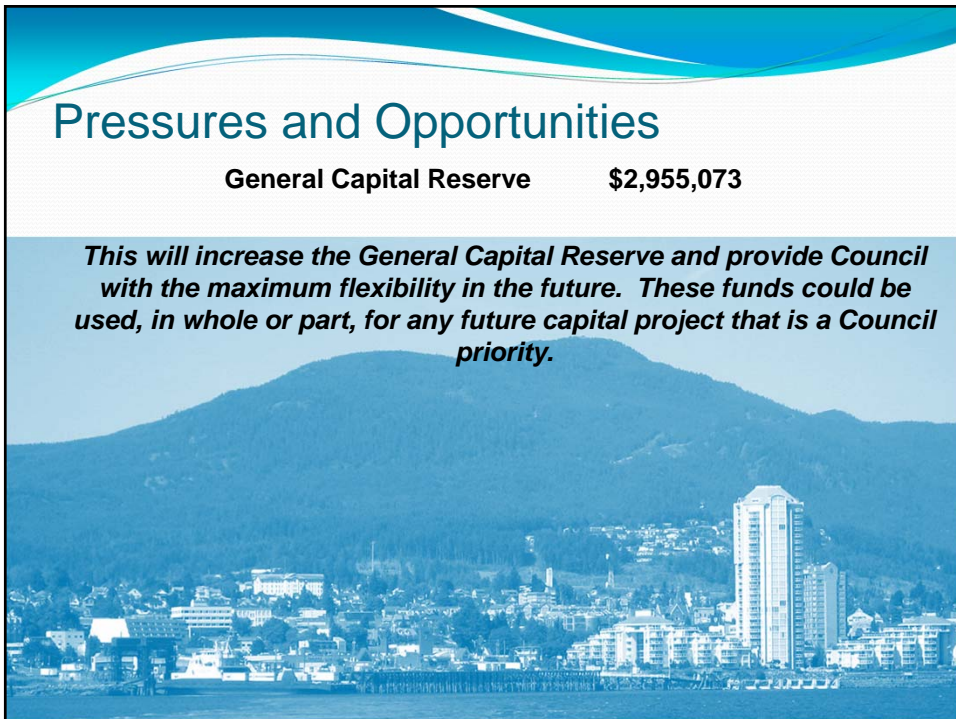 Pressures and Opportunities
General Capital Reserve $2,955,073
This will increase the General Capital Reserve and provide Council
with the maximum flexibility in the future. These funds could be
used, in whole or part, for any future capital project that is a Council
priority.